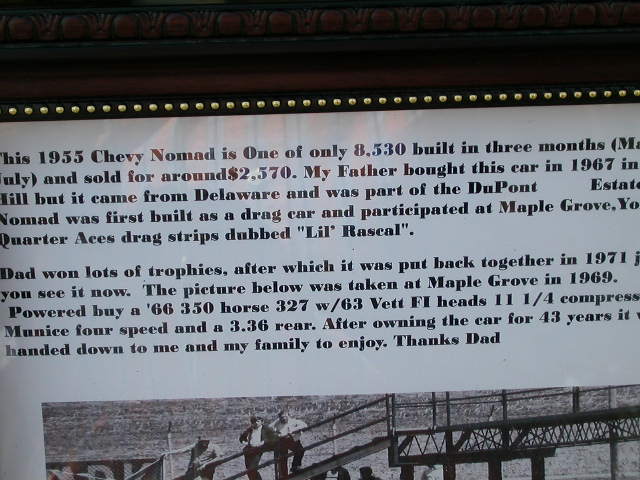 This 1955 Chevy Nomad is One of only 8,530 built in three months (Ma
July) and sold for around$2,570. My Father bought this car in 1967 in
Hill but it came from Delaware and was part of the DuPont Estate
Nomad was first built as a drag car and participated at Maple Grove,Yo
Quarter Aces drag strips dubbed "Lil' Rascal".
Dad won lots of trophies, after which it was put back together in 1971 j
you see it now. The picture below was taken at Maple Grove in 1969.
Powered buy a '66 350 horse 327 w/63 Vett FI heads 11 1/4 compress
Munice four speed and a 3.36 rear. After owning the car for 43 years it w
handed down to me and my family to enjoy. Thanks Dad